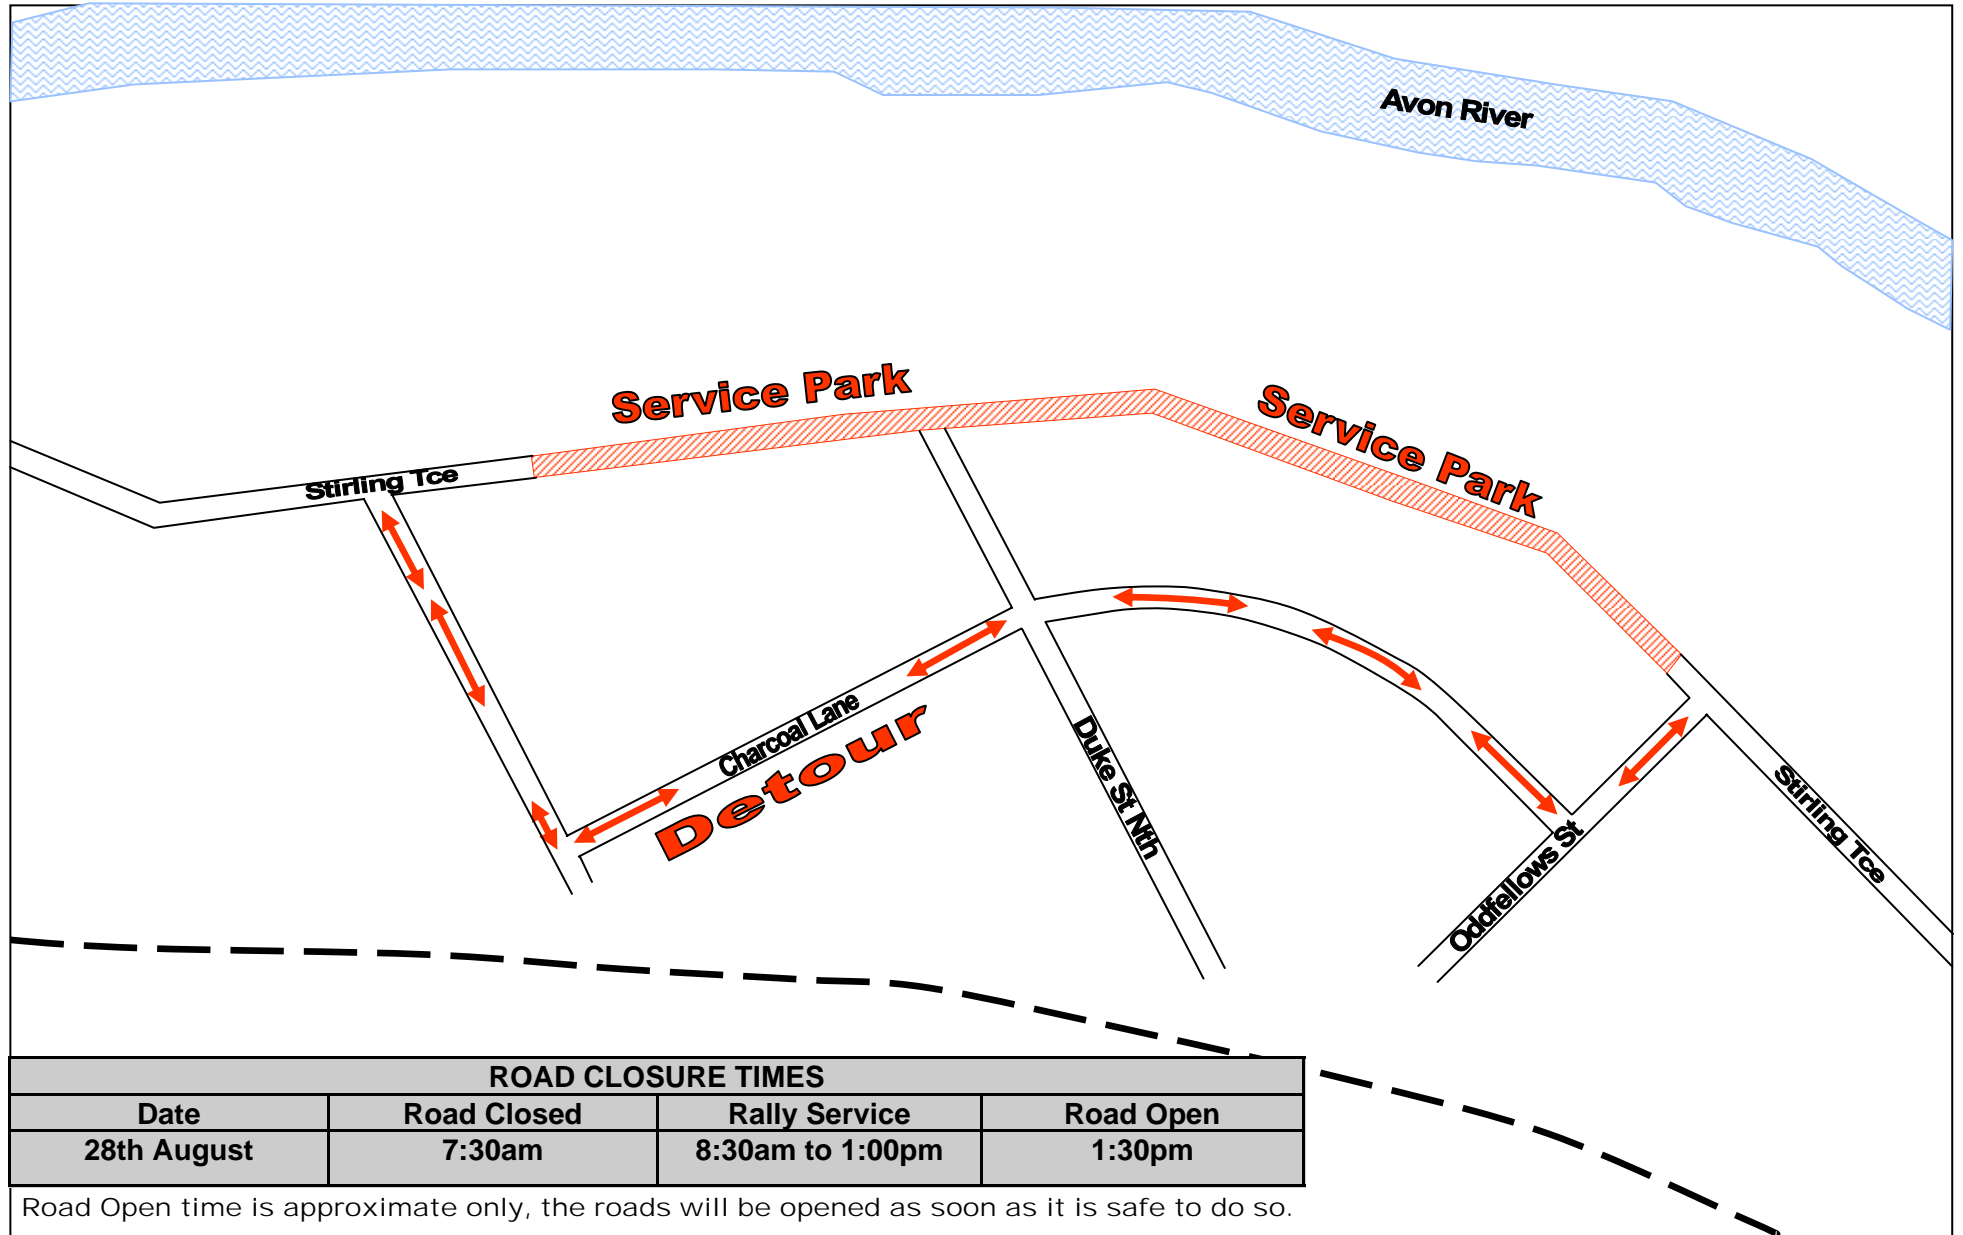 Avon River
Service Park
Service Park
Stirling Tce
Charcoal Lane
Detour
Duke St Nth
Oddfellows St
Stirling Tce
ROAD CLOSURE TIMES
Date Road Closed Rally Service Road Open
28th August 7:30am 8:30am to 1:00pm 1:30pm
Road Open time is approximate only, the roads will be opened as soon as it is safe to do so.